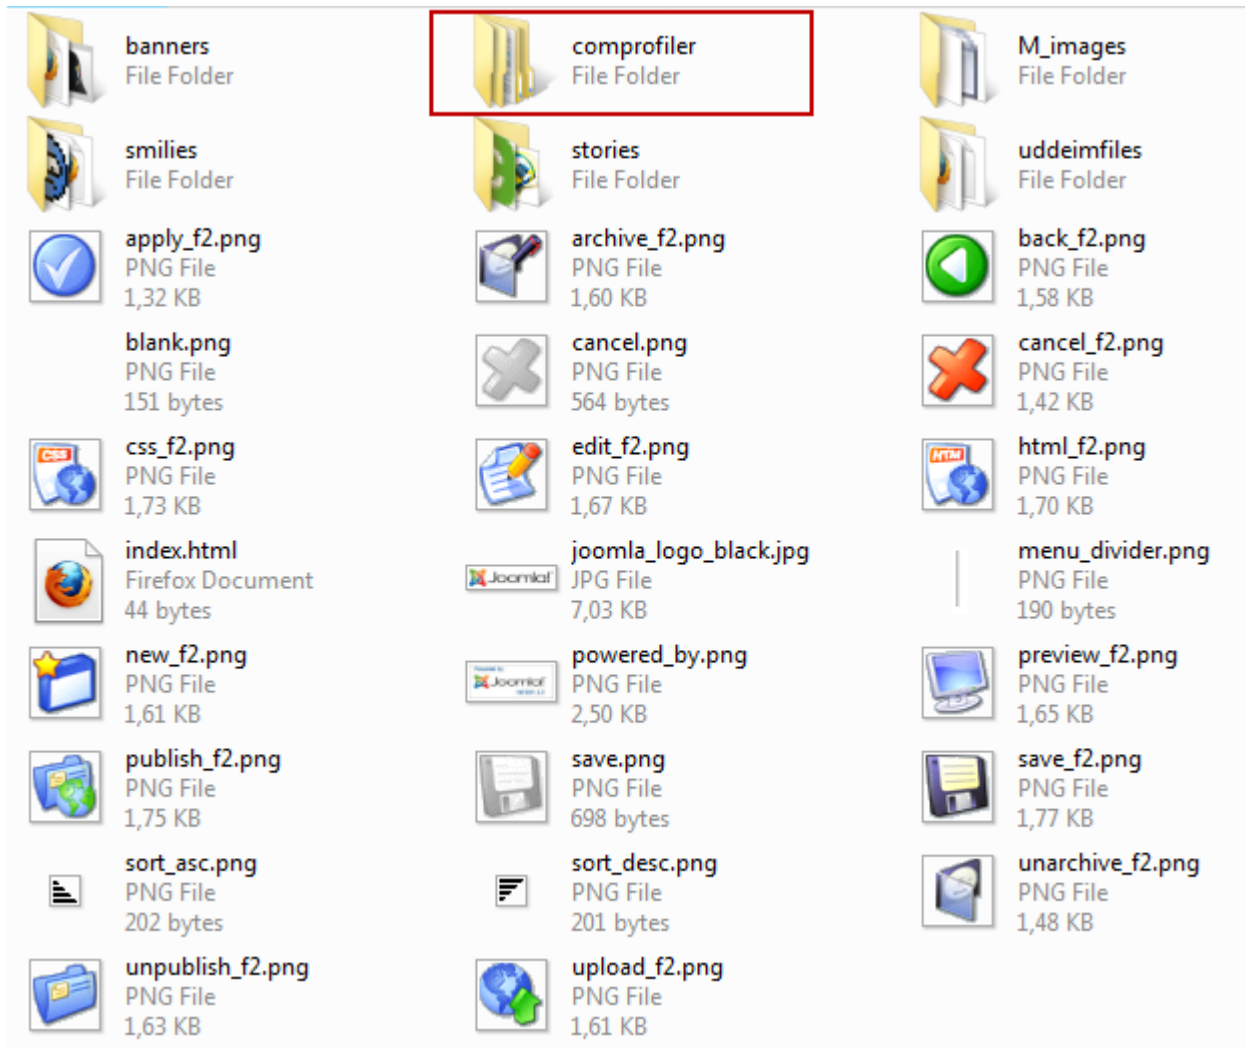 banners
File Folder
comprofiler
File Folder
M_images
File Folder
smilies
File Folder
stories
File Folder
uddeimfiles
File Folder
apply_f2.png
PNG File
1,32 KB
archive_f2.png
PNG File
1,60 KB
back_f2.png
PNG File
1,58 KB
blank.png
PNG File
151 bytes
cancel.png
PNG File
564 bytes
cancel_f2.png
PNG File
1,42 KB
CSS
css_f2.png
PNG File
1,73 KB
edit_f2.png
PNG File
1,67 KB
HTM
html_f2.png
PNG File
1,70 KB
index.html
Firefox Document
44 bytes
Joomla!
joomla_logo_black.jpg
JPG File
7,03 KB
menu_divider.png
PNG File
190 bytes
new_f2.png
PNG File
1,61 KB
Joomla!
powered_by.png
PNG File
2,50 KB
preview_f2.png
PNG File
1,65 KB
publish_f2.png
PNG File
1,75 KB
save.png
PNG File
698 bytes
save_f2.png
PNG File
1,77 KB
sort_asc.png
PNG File
202 bytes
sort_desc.png
PNG File
201 bytes
unarchive_f2.png
PNG File
1,48 KB
unpublish_f2.png
PNG File
1,63 KB
upload_f2.png
PNG File
1,61 KB